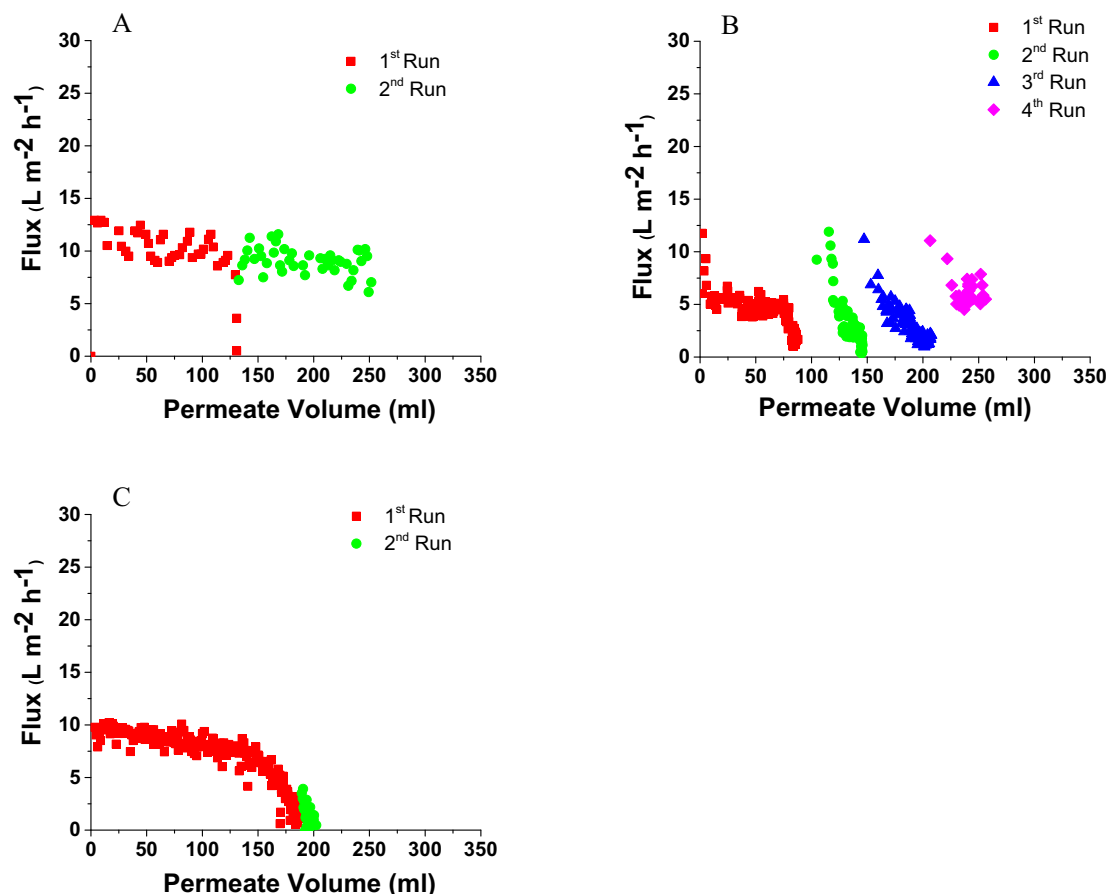 A
1st Run
2nd Run
30
25
20
15
10
5
0
Flux (L m-2 h-1)
0 50 100 150 200 250 300 350
Permeate Volume (ml)
B
1st Run
2nd Run
3rd Run
4th Run
30
25
20
15
10
5
0
Flux (L m-2 h-1)
0 50 100 150 200 250 300 350
Permeate Volume (ml)
C
1st Run
2nd Run
30
25
20
15
10
5
0
Flux (L m-2 h-1)
0 50 100 150 200 250 300 350
Permeate Volume (ml)